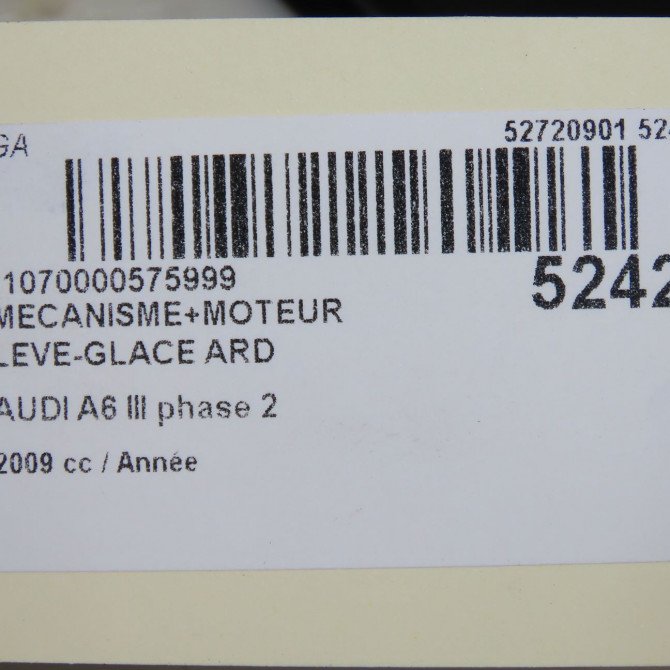 GA
52720901 524
1070000575999
5242
MECANISME+MOTEUR
LEVE-GLACE ARD
AUDI A6 III phase 2
2009 cc / Année